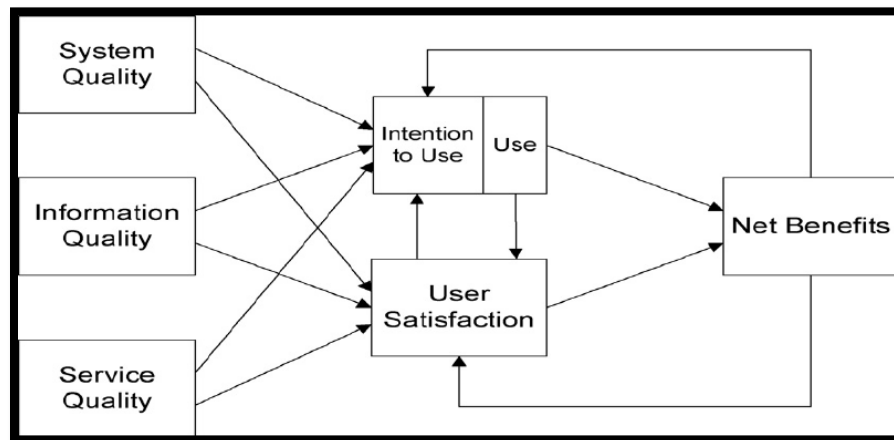 System
Quality
Intention
to Use
Use
Information
Quality
Net Benefits
User
Satisfaction
Service
Quality